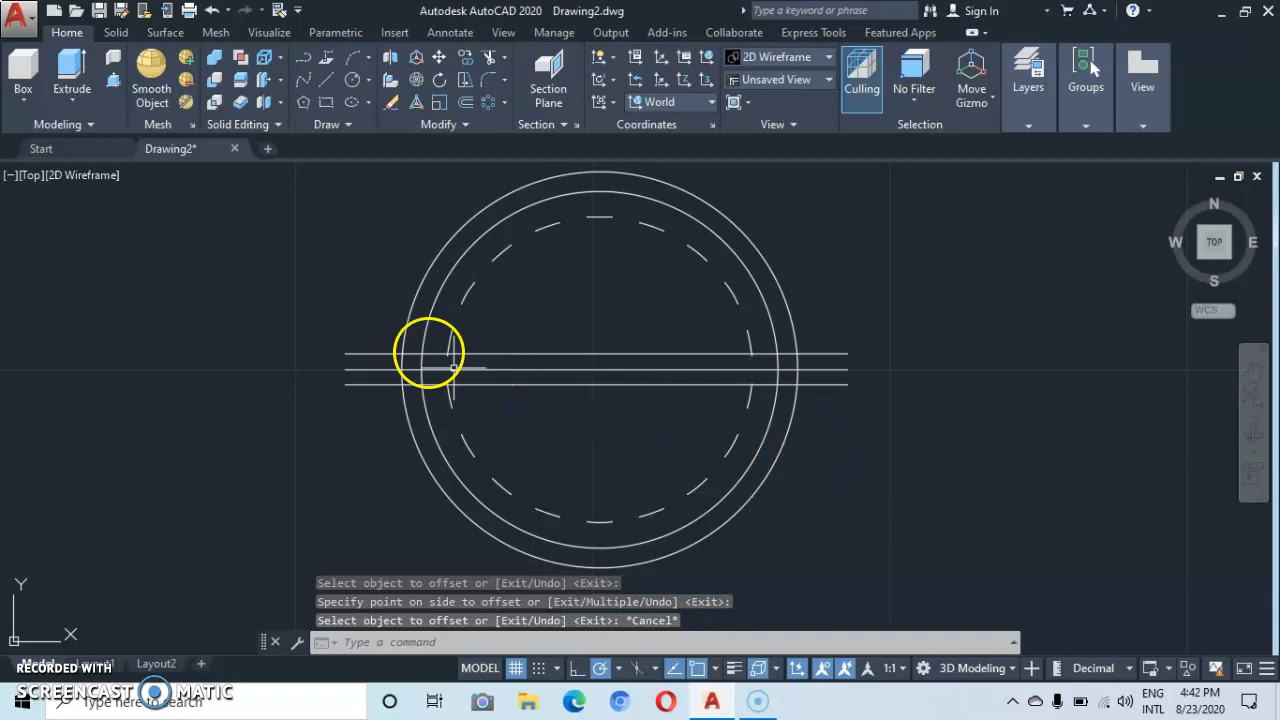 Autodesk AutoCAD 2020 Drawing2.dwg
Type a keyword or phrase
Sign In
Home Solid Surface Mesh Visualize Parametric Insert Annotate View Manage Output Add-ins Collaborate Express Tools Featured Apps
Box
Extrude
Smooth
Object
Section
Plane
2D Wireframe
Unsaved View
World
Culling
No Filter
Move
Gizmo
Layers
Groups
View
Modeling
Mesh
Solid Editing
Draw
Modify
Section
Coordinates
View
Selection
Start
Drawing2*
[−][Top][2D Wireframe]
N
W
TOP
E
S
WCS
Select object to offset or [Exit/Undo] <Exit>:
Specify point on side to offset or [Exit/Multiple/Undo] <Exit>:
Select object to offset or [Exit/Undo] <Exit>: *Cancel*
Type a command
Y
X
Layout2
MODEL
1:1
3D Modeling
Decimal
RECORDED WITH
SCREENCAST MATIC
Type here to search
ENG
INTL
4:42 PM
8/23/2020